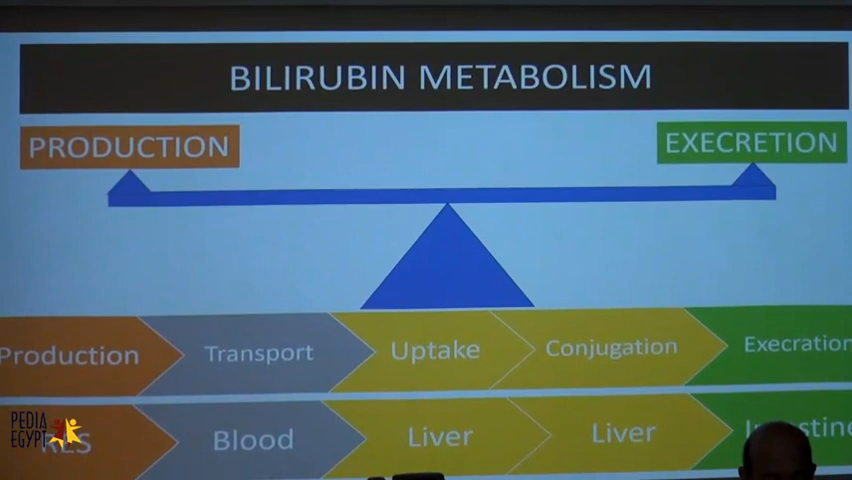 BILIRUBIN METABOLISM
PRODUCTION
EXECRETION
Production Transport Uptake Conjugation Execration
PEDIA
EGYPT
RES Blood Liver Liver